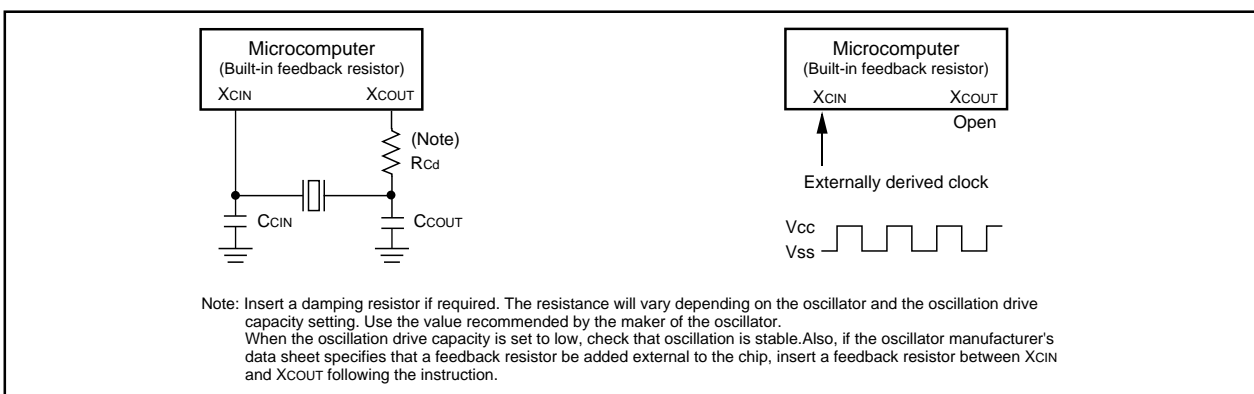 Microcomputer
(Built-in feedback resistor)
XCIN XCOUT
(Note)
RCd
CCIN
CCOUT
Microcomputer
(Built-in feedback resistor)
XCIN XCOUT
Open
Externally derived clock
Vcc
Vss
Note: Insert a damping resistor if required. The resistance will vary depending on the oscillator and the oscillation drive
capacity setting. Use the value recommended by the maker of the oscillator.
When the oscillation drive capacity is set to low, check that oscillation is stable.Also, if the oscillator manufacturer's
data sheet specifies that a feedback resistor be added external to the chip, insert a feedback resistor between XCIN
and XCOUT following the instruction.